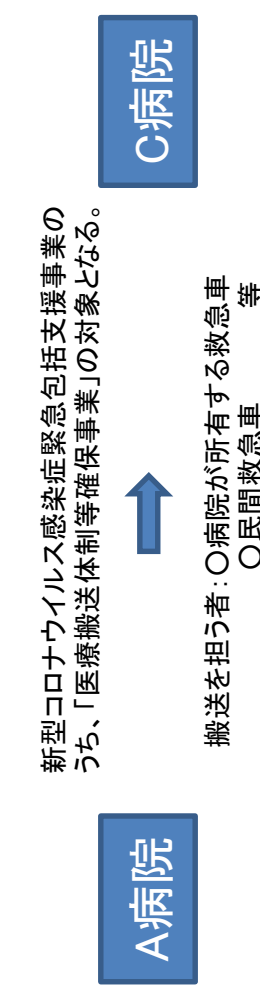 新型コロナウイルス感染症緊急包括支援事業の
うち、「医療搬送体制等確保事業」の対象となる。
A病院
C病院
搬送を担う者：○病院が所有する救急車
○民間救急車　　　等